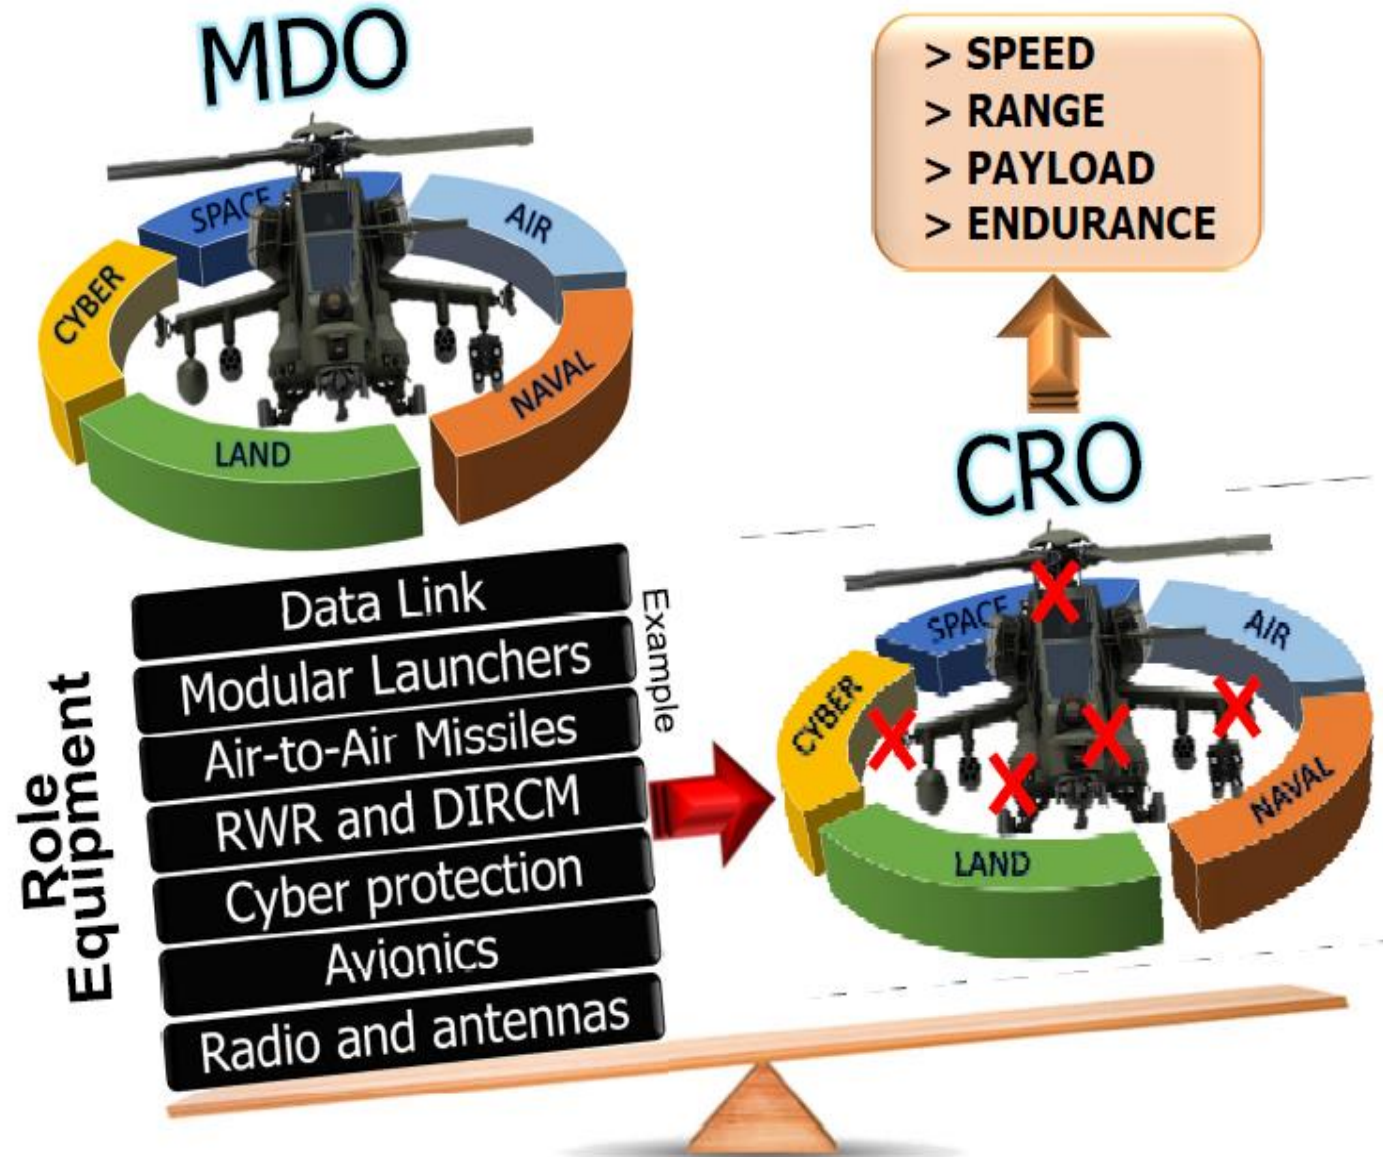 MDO
SPACE
AIR
CYBER
NAVAL
LAND
> SPEED
> RANGE
> PAYLOAD
> ENDURANCE
CRO
SPACE
AIR
CYBER
NAVAL
LAND
Role
Equipment
Data Link
Modular Launchers
Air-to-Air Missiles
RWR and DIRCM
Cyber protection
Avionics
Radio and antennas
Example